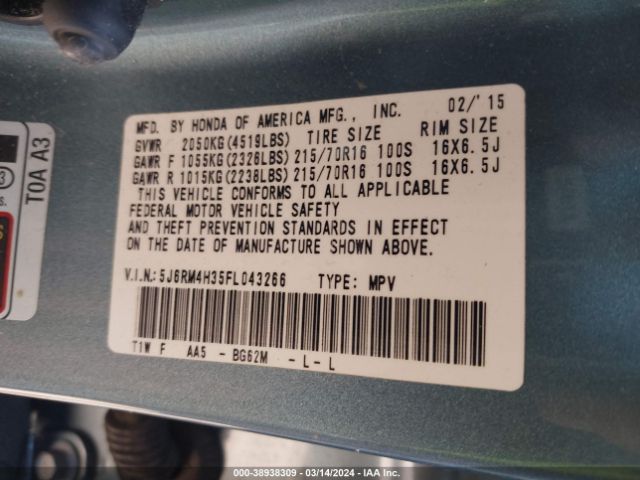 MFD. BY HONDA OF AMERICA MFG., INC. 02/'15
GVWR 2050KG(4519LBS) TIRE SIZE RIM SIZE
GAWR F 1055KG(2326LBS) 215/70R16 100S 16X6.5J
GAWR R 1015KG(2236LBS) 215/70R16 100S 16X6.5J
THIS VEHICLE CONFORMS TO ALL APPLICABLE
FEDERAL MOTOR VEHICLE SAFETY
AND THEFT PREVENTION STANDARDS IN EFFECT
ON THE DATE OF MANUFACTURE SHOWN ABOVE.
V.I.N.: 5J6RM4H35FL043266 TYPE: MPV
T1W F AA5 - BG62M - L - L
TOA A3
3
s.
000-38938309 - 03/14/2024 - IAA Inc.